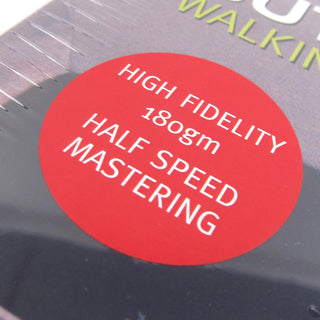 WALKIN
HIGH FIDELITY
180gm
HALF SPEED
MASTERING